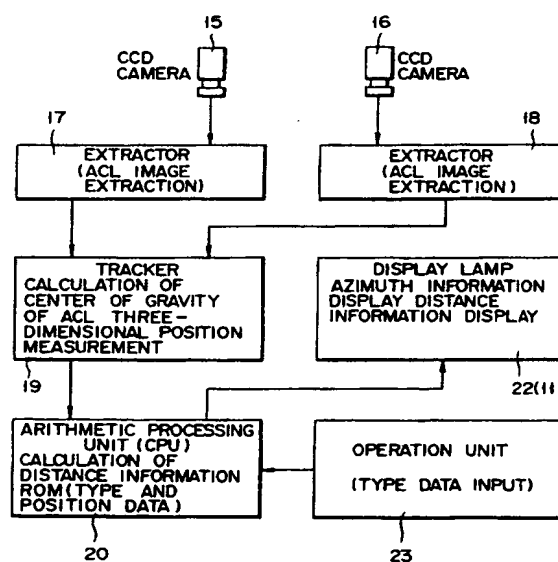 15
16
CCD
CAMERA
CCD
CAMERA
17
18
EXTRACTOR
(ACL IMAGE
EXTRACTION)
EXTRACTOR
(ACL IMAGE
EXTRACTION)
TRACKER
CALCULATION OF
CENTER OF GRAVITY
OF ACL THREE-
DIMENSIONAL POSITION
MEASUREMENT
19
DISPLAY LAMP
AZIMUTH INFORMATION
DISPLAY DISTANCE
INFORMATION DISPLAY
22(11
ARITHMETIC PROCESSING
UNIT (CPU)
CALCULATION OF
DISTANCE INFORMATION
ROM(TYPE AND
POSITION DATA)
20
OPERATION UNIT
(TYPE DATA INPUT)
23